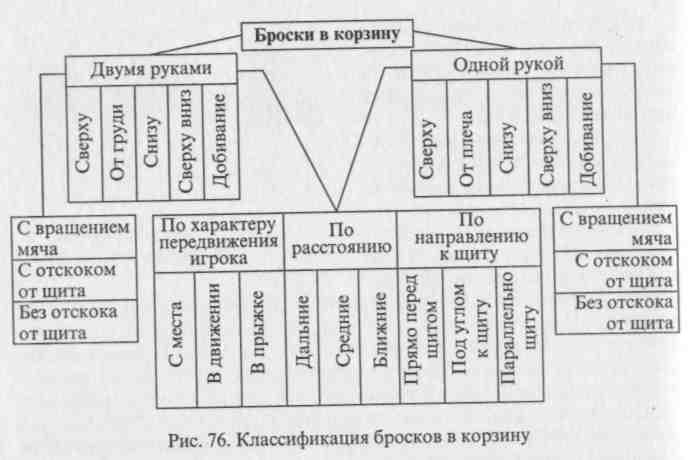 Броски в корзину
Двумя руками
Одной рукой
Сверху
От груди
Снизу
Сверху вниз
Добивание
Сверху
От плеча
Снизу
Сверху вниз
Добивание
С вращением
мяча
С отскоком
от щита
Без отскока
от щита
По характеру
передвижения
игрока
По
расстоянию
По
направлению
к щиту
С вращением
мяча
С отскоком
от щита
Без отскока
от щита
С места
В движении
В прыжке
Дальние
Средние
Ближние
Прямо перед
щитом
Под углом
к щиту
Параллельно
щиту
Рис. 76. Классификация бросков в корзину